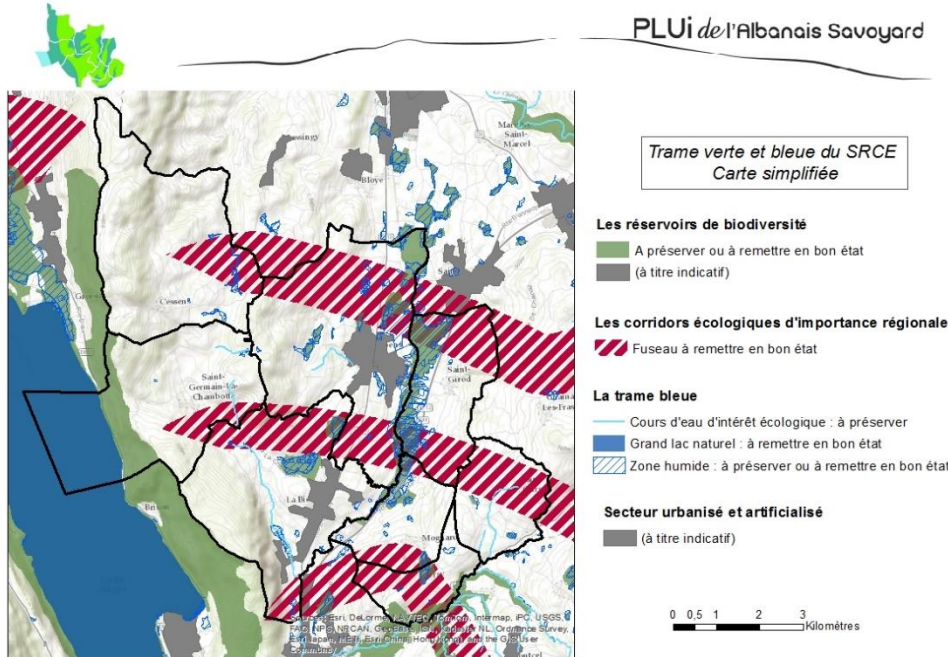 PLUi de l'Albanais Savoyard
Trame verte et bleue du SRCE
Carte simplifiée
Les réservoirs de biodiversité
A préserver ou à remettre en bon état
(à titre indicatif)
Les corridors écologiques d'importance régionale
Fuseau à remettre en bon état
La trame bleue
Cours d'eau d'intérêt écologique : à préserver
Grand lac naturel : à remettre en bon état
Zone humide : à préserver ou à remettre en bon état
Secteur urbanisé et artificialisé
(à titre indicatif)
0 0,5 1 2 3
Kilomètres
Saint-
Marcel
Bloye
Cessens
Saint-
Germain-La-
Chambotte
Saint-
Girod
La Bi